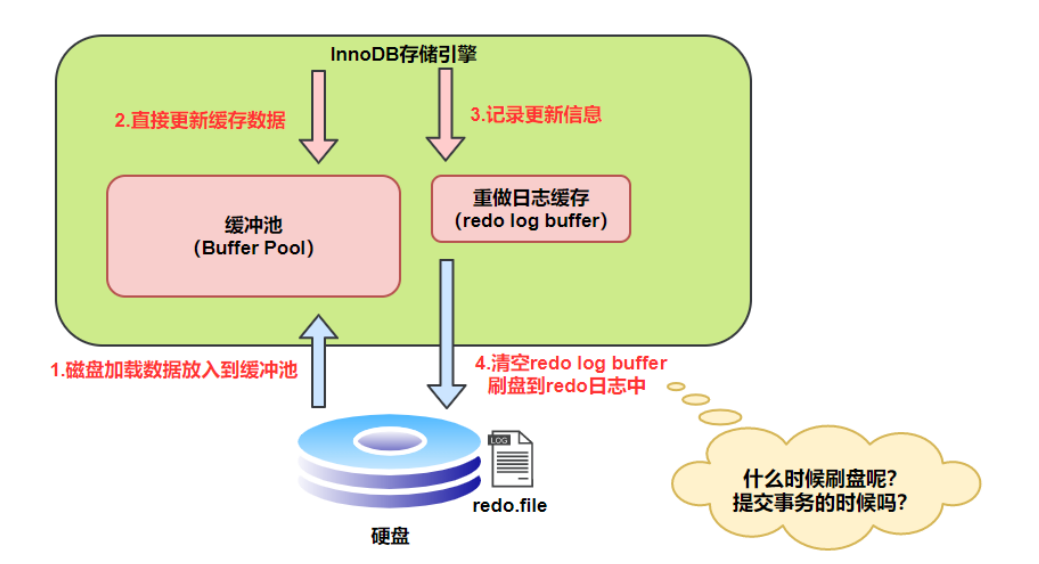 InnoDB存储引擎
2.直接更新缓存数据
3.记录更新信息
缓冲池
（Buffer Pool）
重做日志缓存
（redo log buffer）
1.磁盘加载数据放入到缓冲池
4.清空redo log buffer
刷盘到redo日志中
LOG
redo.file
硬盘
什么时候刷盘呢？
提交事务的时候吗？